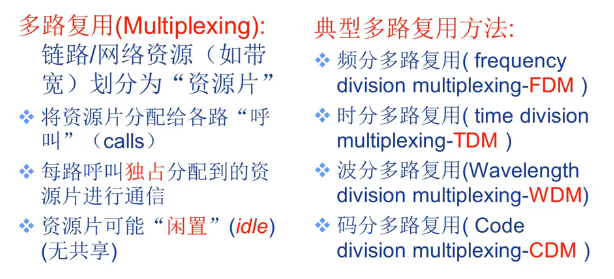 多路复用(Multiplexing):
链路/网络资源（如带
宽）划分为“资源片”
将资源片分配给各路“呼
叫”（calls）
每路呼叫独占分配到的资
源片进行通信
资源片可能“闲置”(idle)
(无共享)
典型多路复用方法:
频分多路复用( frequency
division multiplexing-FDM )
时分多路复用( time division
multiplexing-TDM )
波分多路复用(Wavelength
division multiplexing-WDM)
码分多路复用( Code
division multiplexing-CDM )